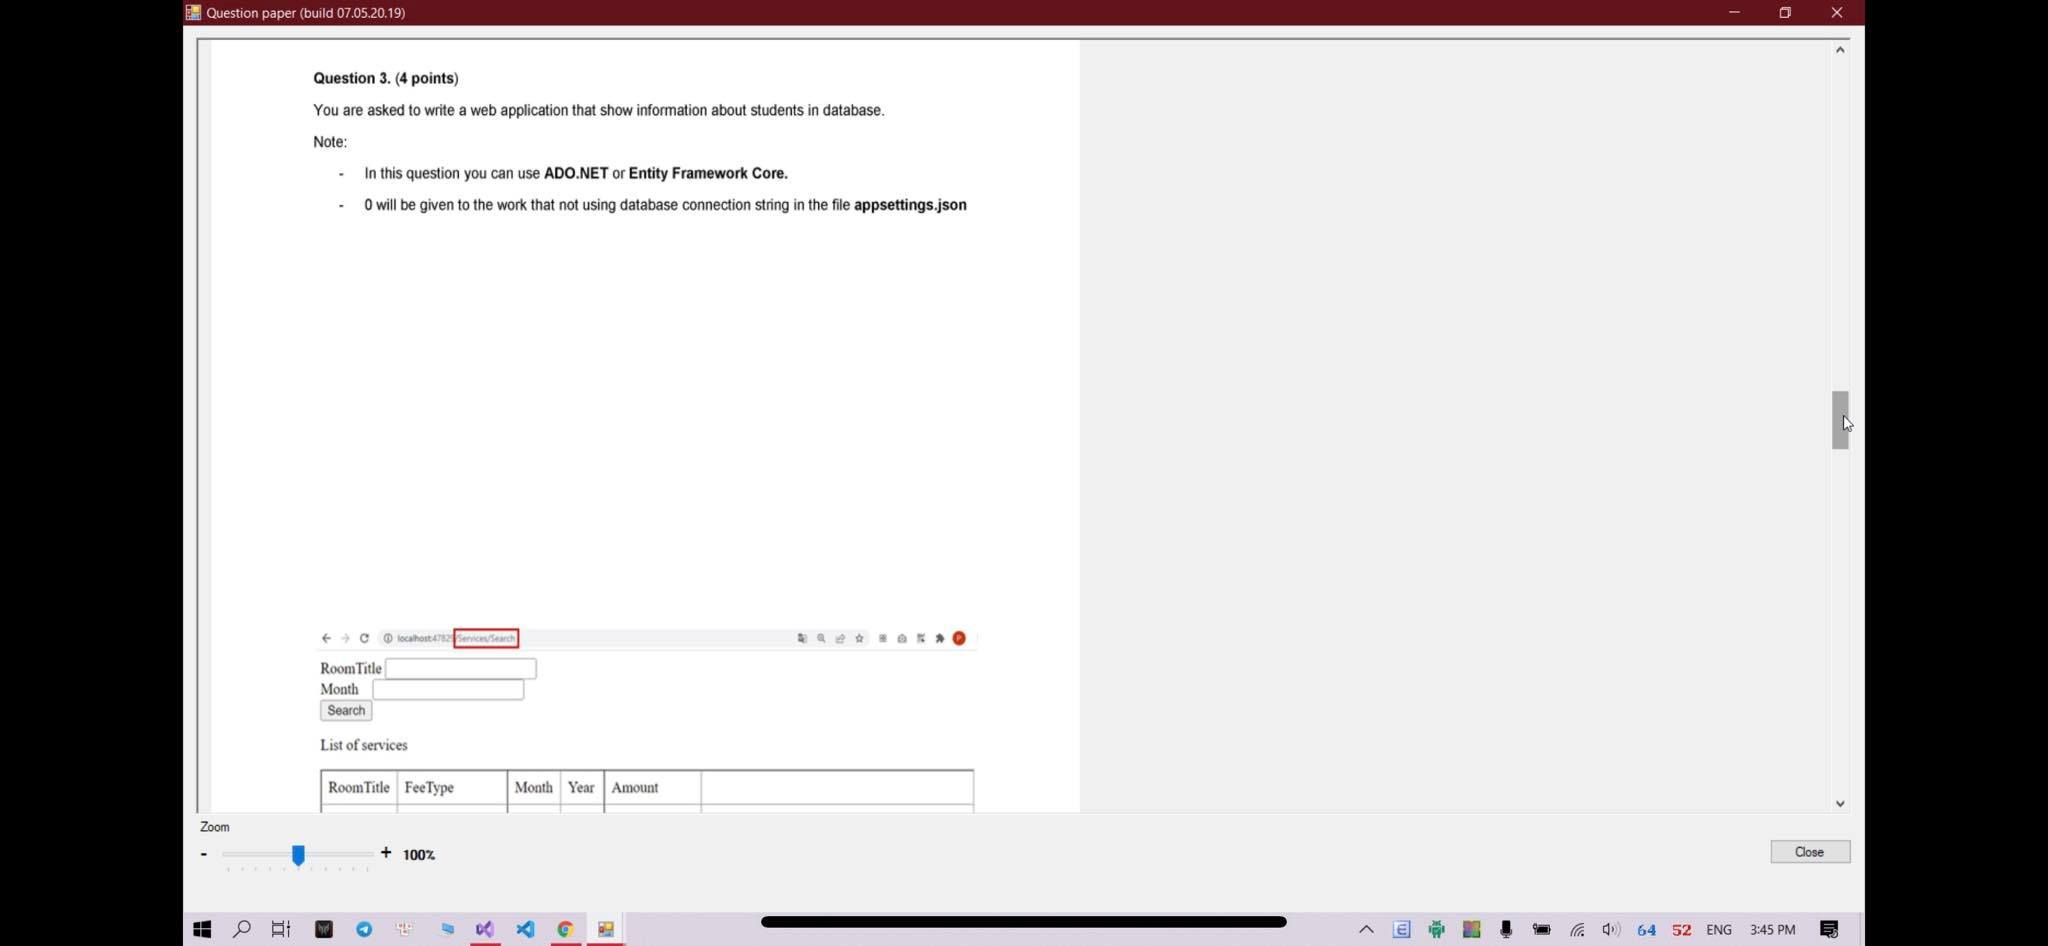 Question paper (build 07.05.20.19)
Question 3. (4 points)
You are asked to write a web application that show information about students in database.
Note:
- In this question you can use ADO.NET or Entity Framework Core.
- 0 will be given to the work that not using database connection string in the file appsettings.json
localhost:47825/Services/Search
P
RoomTitle
Month
Search
List of services
RoomTitle FeeType Month Year Amount
Zoom
- + 100%
Close
64 52 ENG 3:45 PM